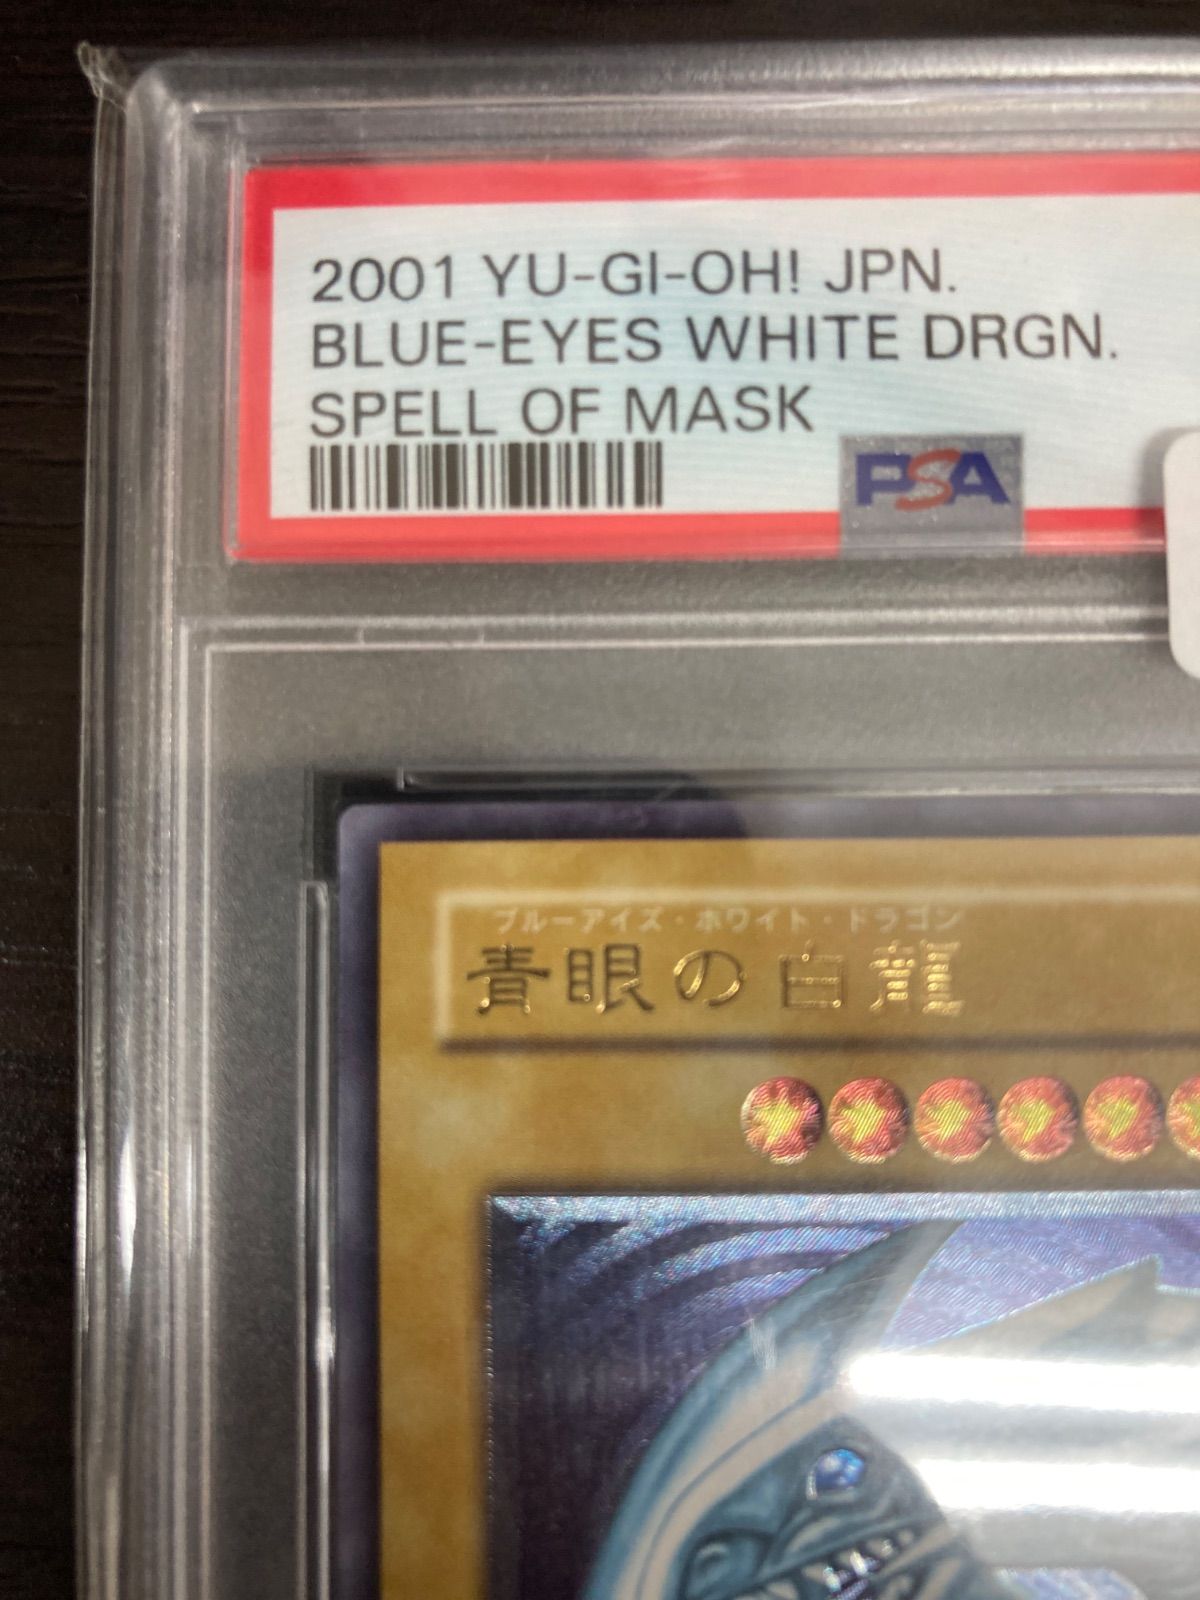 2001 YU-GI-OH! JPN.
BLUE-EYES WHITE DRGN.
SPELL OF MASK
PSA
ブルーアイズ・ホワイト・ドラゴン
青眼の白龍